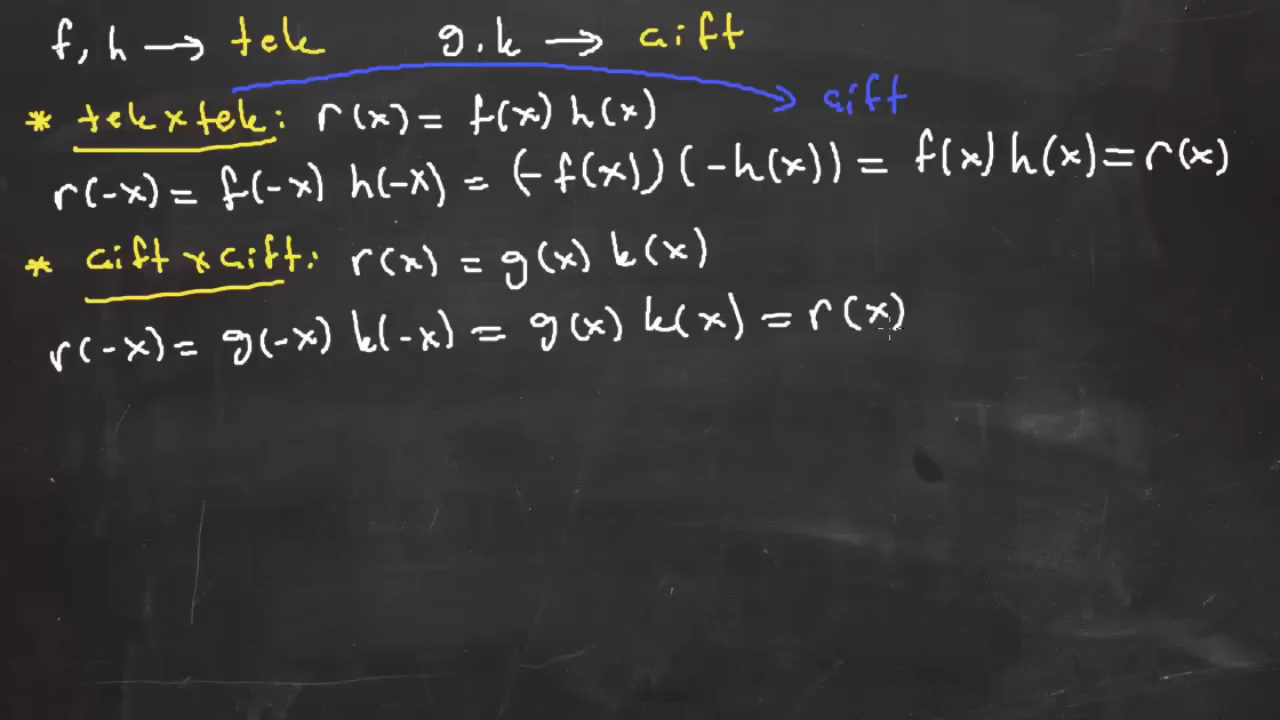 f, h → tek g, k → çift
çift
* tek x tek: r(x) = f(x) h(x)
r(-x) = f(-x) h(-x) = (-f(x)) (-h(x)) = f(x) h(x) = r(x)
* çift x çift: r(x) = g(x) k(x)
r(-x) = g(-x) k(-x) = g(x) k(x) = r(x)